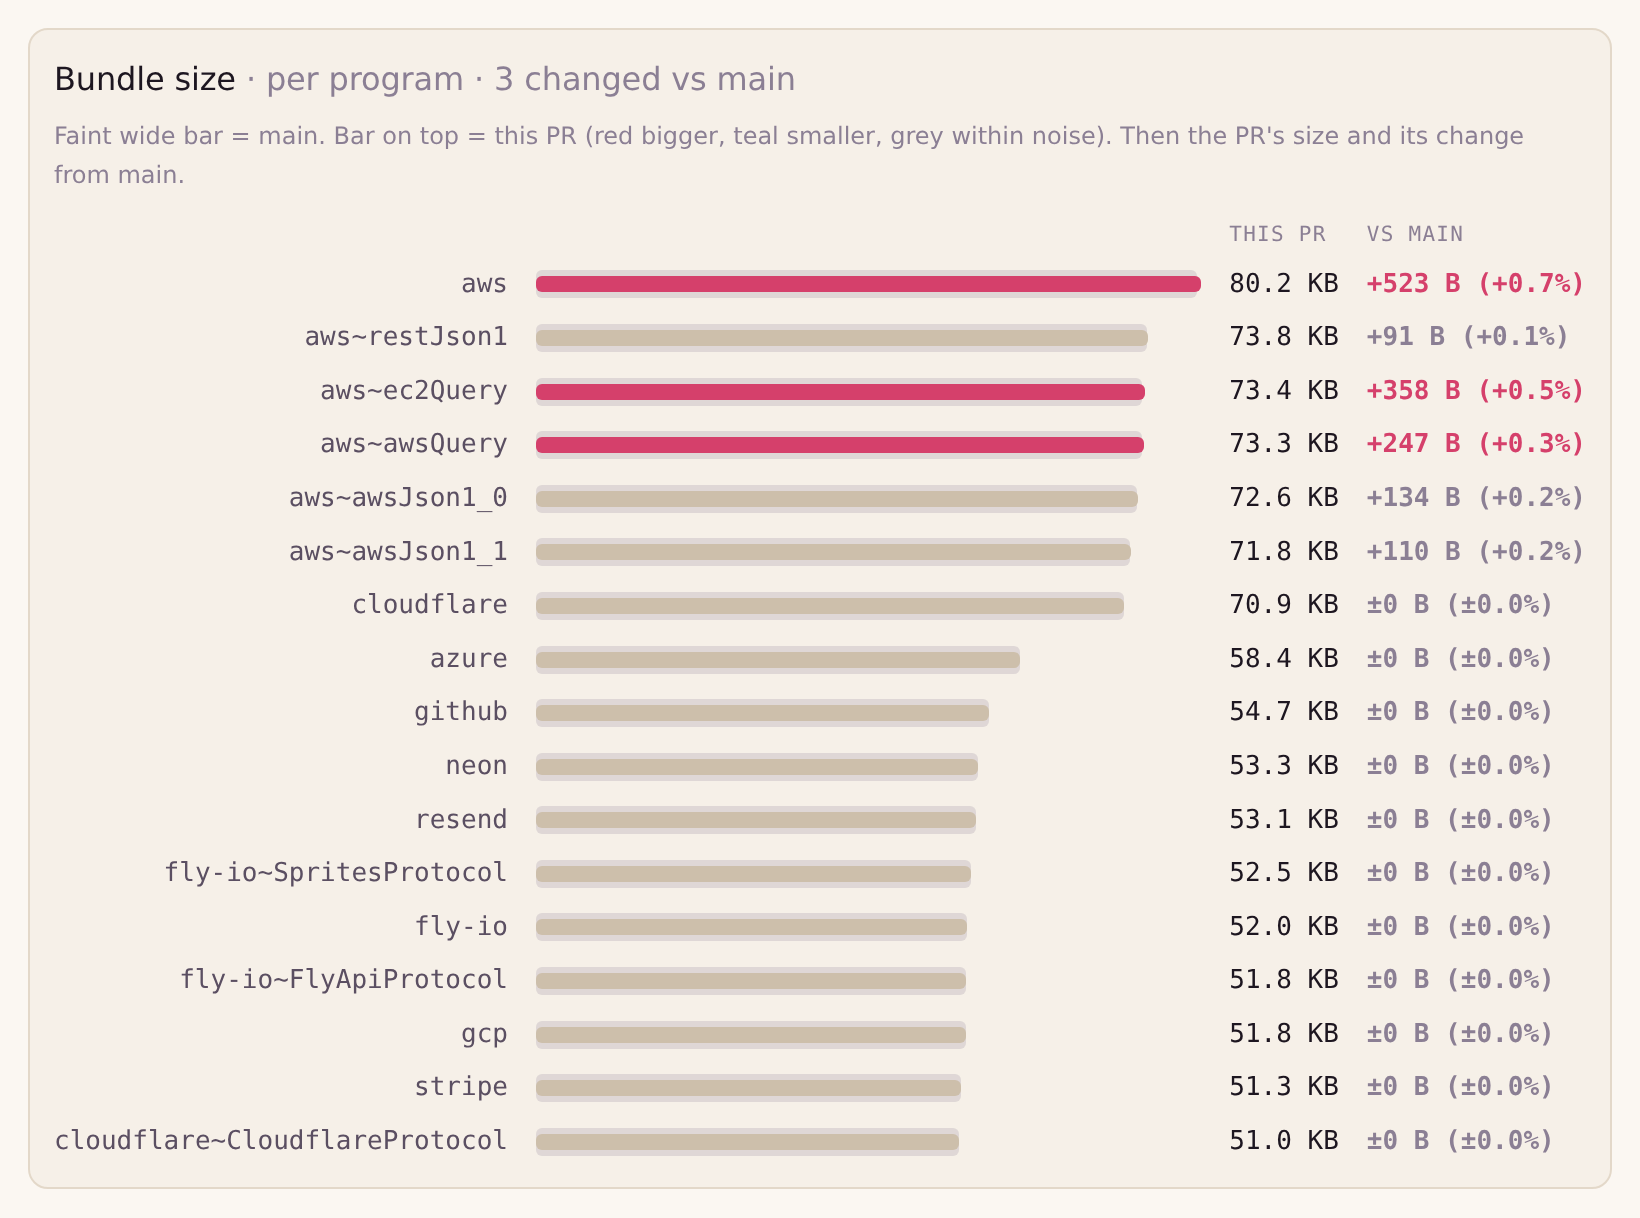 Bundle size · per program · 3 changed vs main
Faint wide bar = main. Bar on top = this PR (red bigger, teal smaller, grey within noise). Then the PR's size and its change
from main.
THIS PR VS MAIN
aws 80.2 KB +523 B (+0.7%)
aws~restJson1 73.8 KB +91 B (+0.1%)
aws~ec2Query 73.4 KB +358 B (+0.5%)
aws~awsQuery 73.3 KB +247 B (+0.3%)
aws~awsJson1_0 72.6 KB +134 B (+0.2%)
aws~awsJson1_1 71.8 KB +110 B (+0.2%)
cloudflare 70.9 KB ±0 B (±0.0%)
azure 58.4 KB ±0 B (±0.0%)
github 54.7 KB ±0 B (±0.0%)
neon 53.3 KB ±0 B (±0.0%)
resend 53.1 KB ±0 B (±0.0%)
fly-io~SpritesProtocol 52.5 KB ±0 B (±0.0%)
fly-io 52.0 KB ±0 B (±0.0%)
fly-io~FlyApiProtocol 51.8 KB ±0 B (±0.0%)
gcp 51.8 KB ±0 B (±0.0%)
stripe 51.3 KB ±0 B (±0.0%)
cloudflare~CloudflareProtocol 51.0 KB ±0 B (±0.0%)